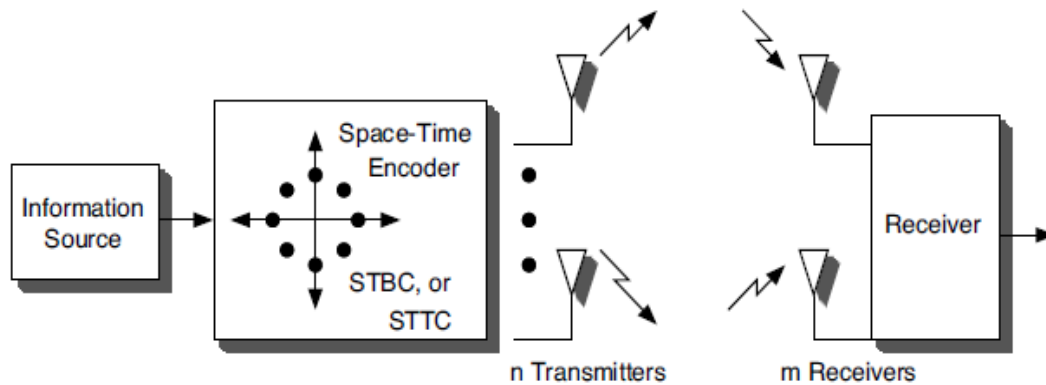 Information
Source
Space-Time
Encoder
STBC, or
STTC
n Transmitters
m Receivers
Receiver